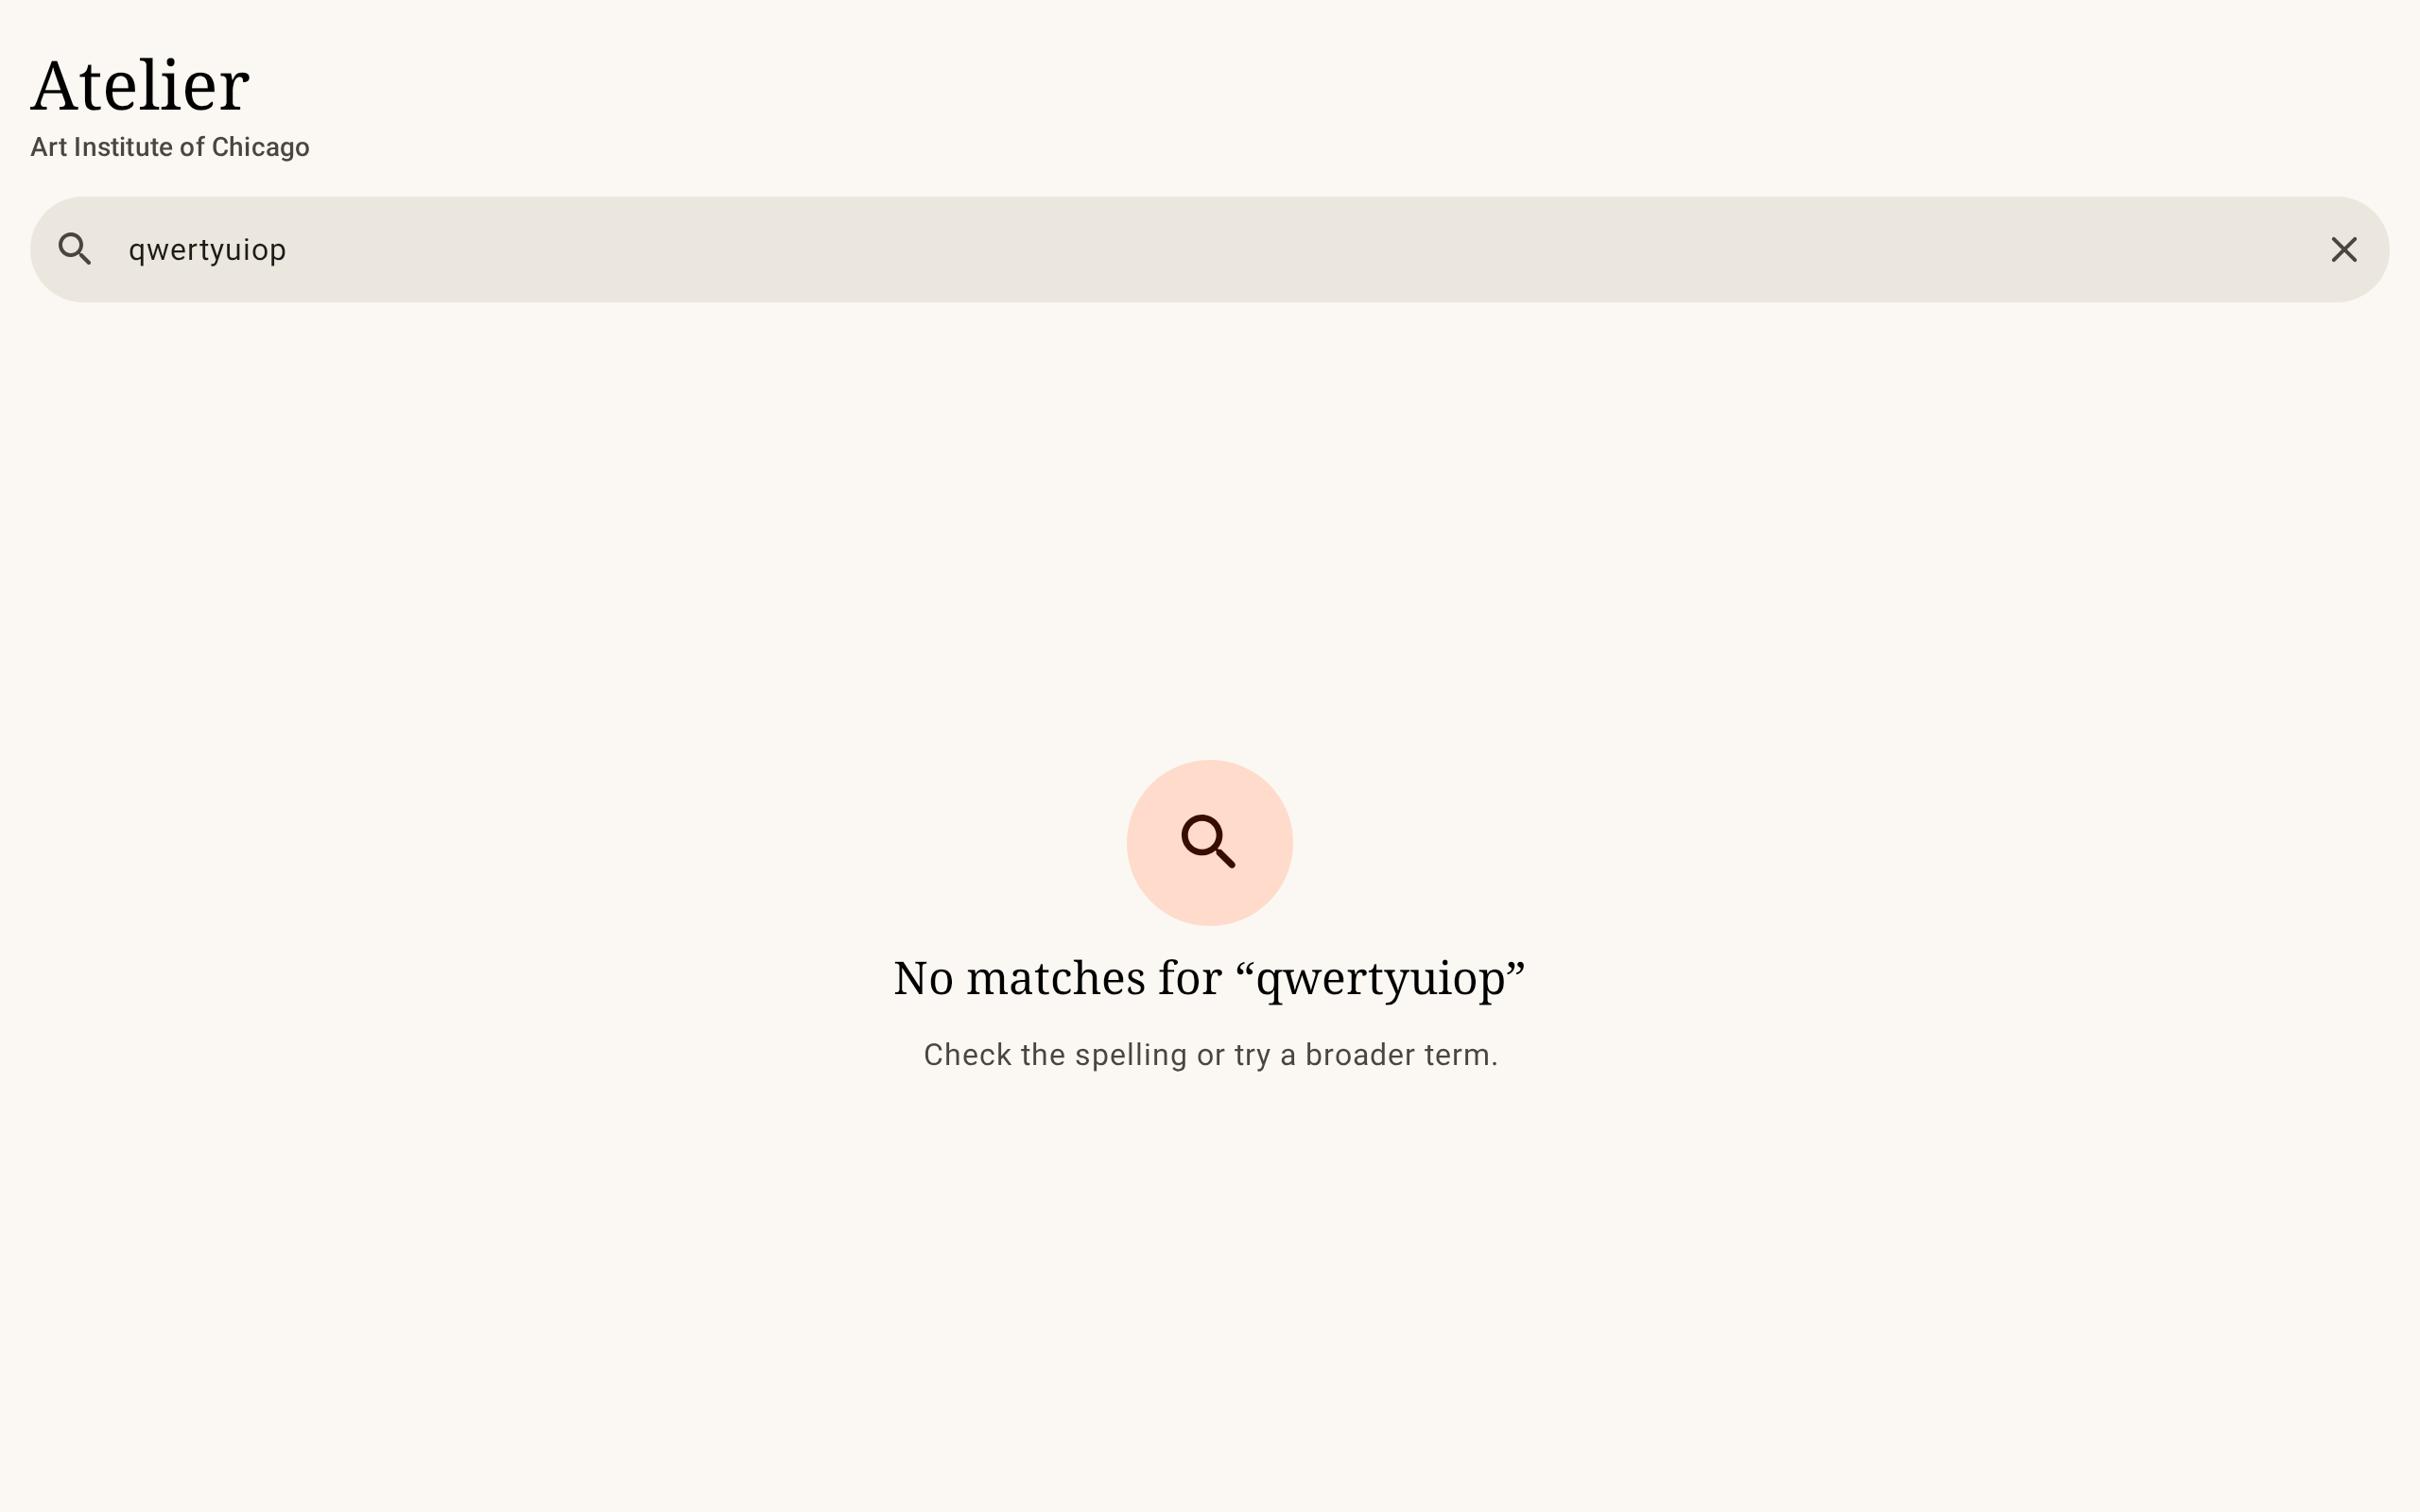 Atelier
Art Institute of Chicago
qwertyuiop
No matches for “qwertyuiop”
Check the spelling or try a broader term.